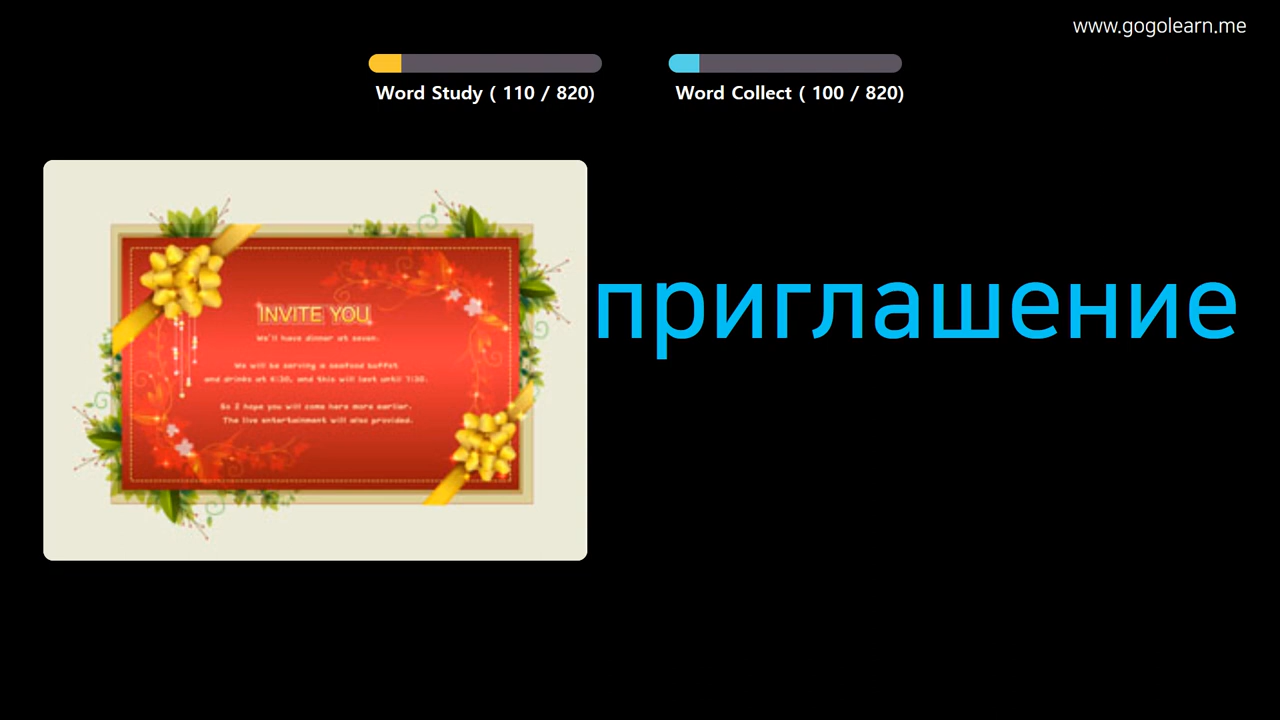 www.gogolearn.me
Word Study ( 110 / 820)
Word Collect ( 100 / 820)
INVITE YOU
We'll have dinner at seven.
We will be serving a seafood buffet
and drinks at 6:30, and this will last until 7:30.
So I hope you will come here more earlier.
The live entertainment will also provided.
приглашение